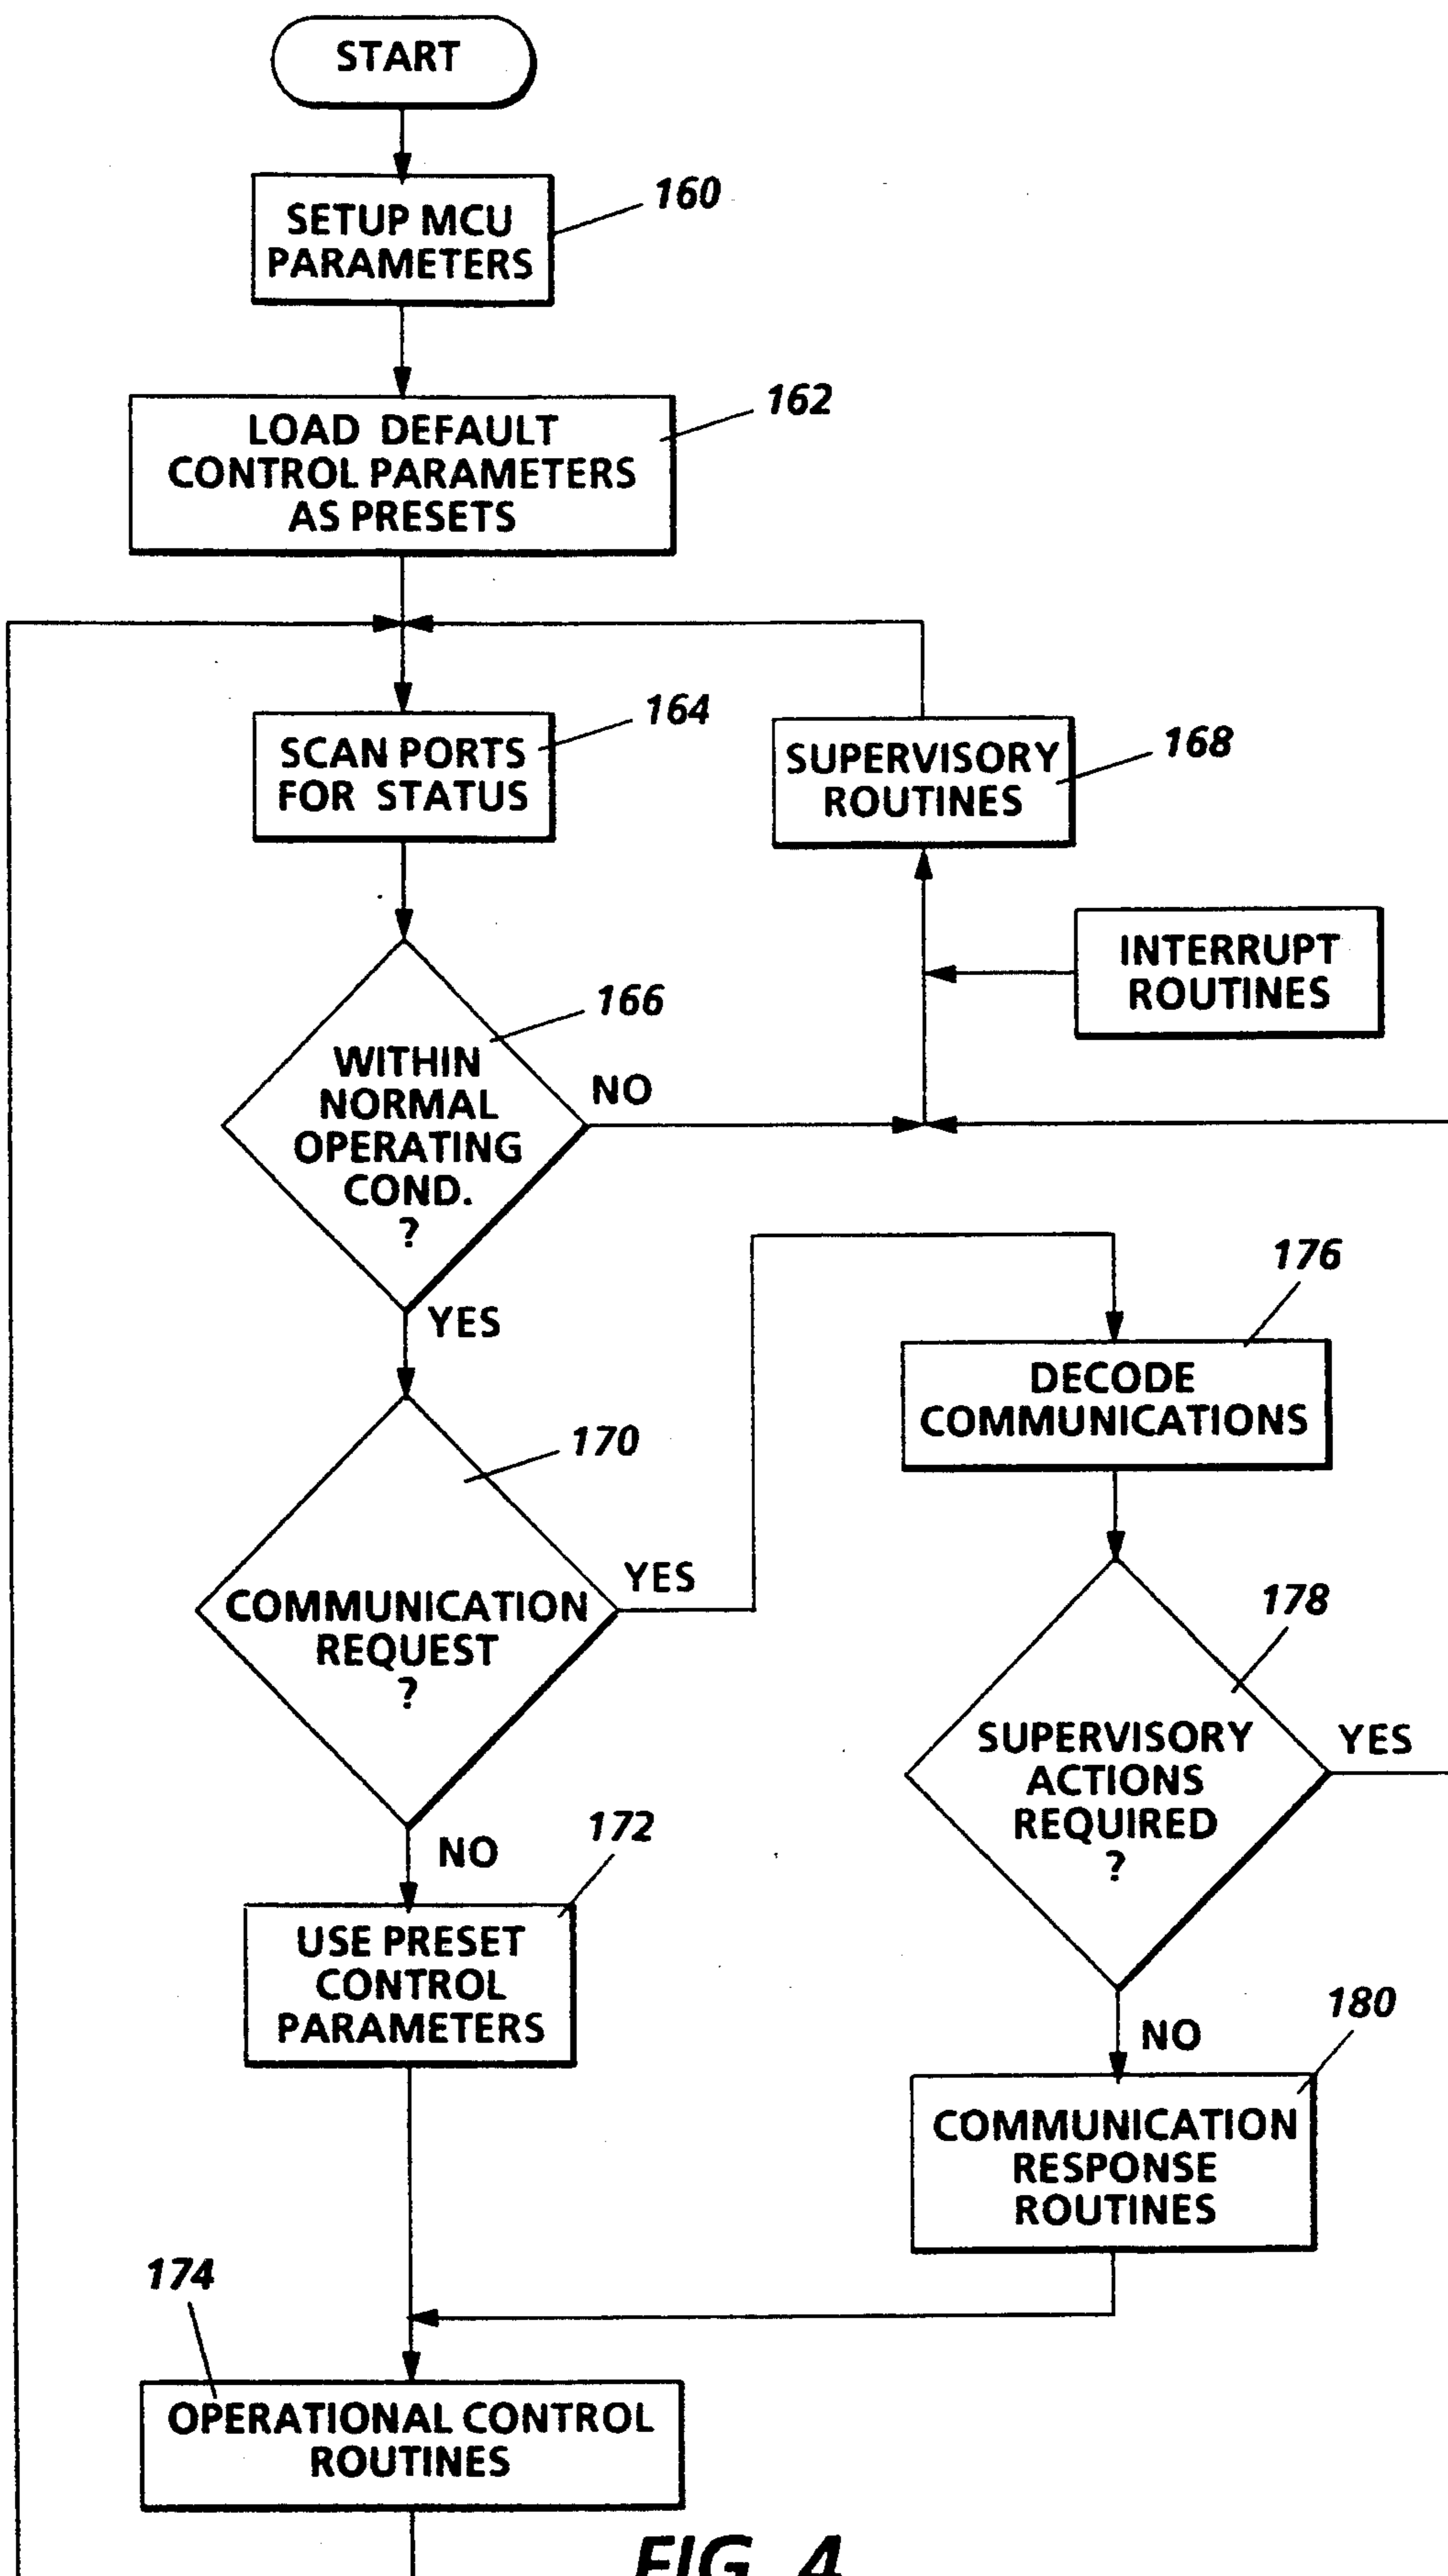 START
160
SETUP MCU
PARAMETERS
162
LOAD DEFAULT
CONTROL PARAMETERS
AS PRESETS
164
SCAN PORTS
FOR STATUS
168
SUPERVISORY
ROUTINES
INTERRUPT
ROUTINES
166
WITHIN
NORMAL
OPERATING
COND.
?
NO
YES
176
DECODE
COMMUNICATIONS
170
COMMUNICATION
REQUEST
?
YES
178
SUPERVISORY
ACTIONS
REQUIRED
?
YES
NO
172
USE PRESET
CONTROL
PARAMETERS
NO
180
COMMUNICATION
RESPONSE
ROUTINES
174
OPERATIONAL CONTROL
ROUTINES
FIG. 4